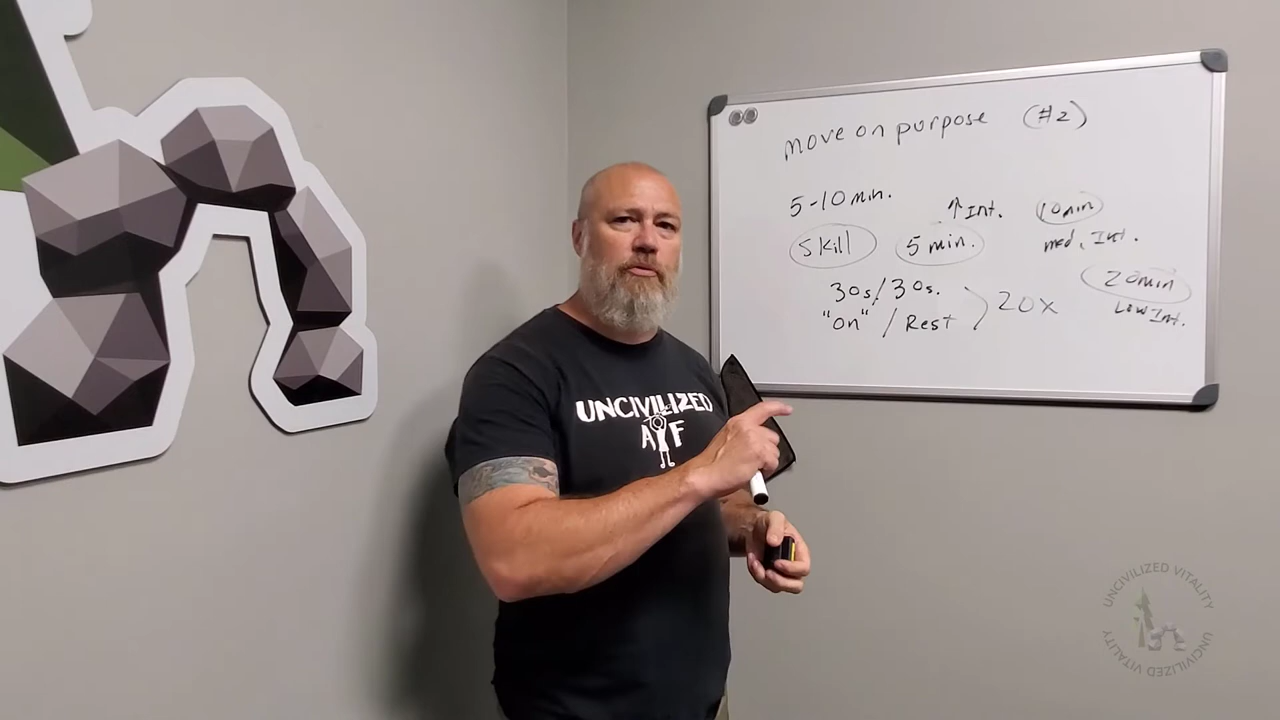 move on purpose (#2)
5-10 min.
↑Int.
10min
skill
5 min.
med. Int.
30s/30s.
20x
20min
"on" / Rest
Low Int.
UNCIVILIZED
AF
UNCIVILIZED VITALITY
UNCIVILIZED VITALITY